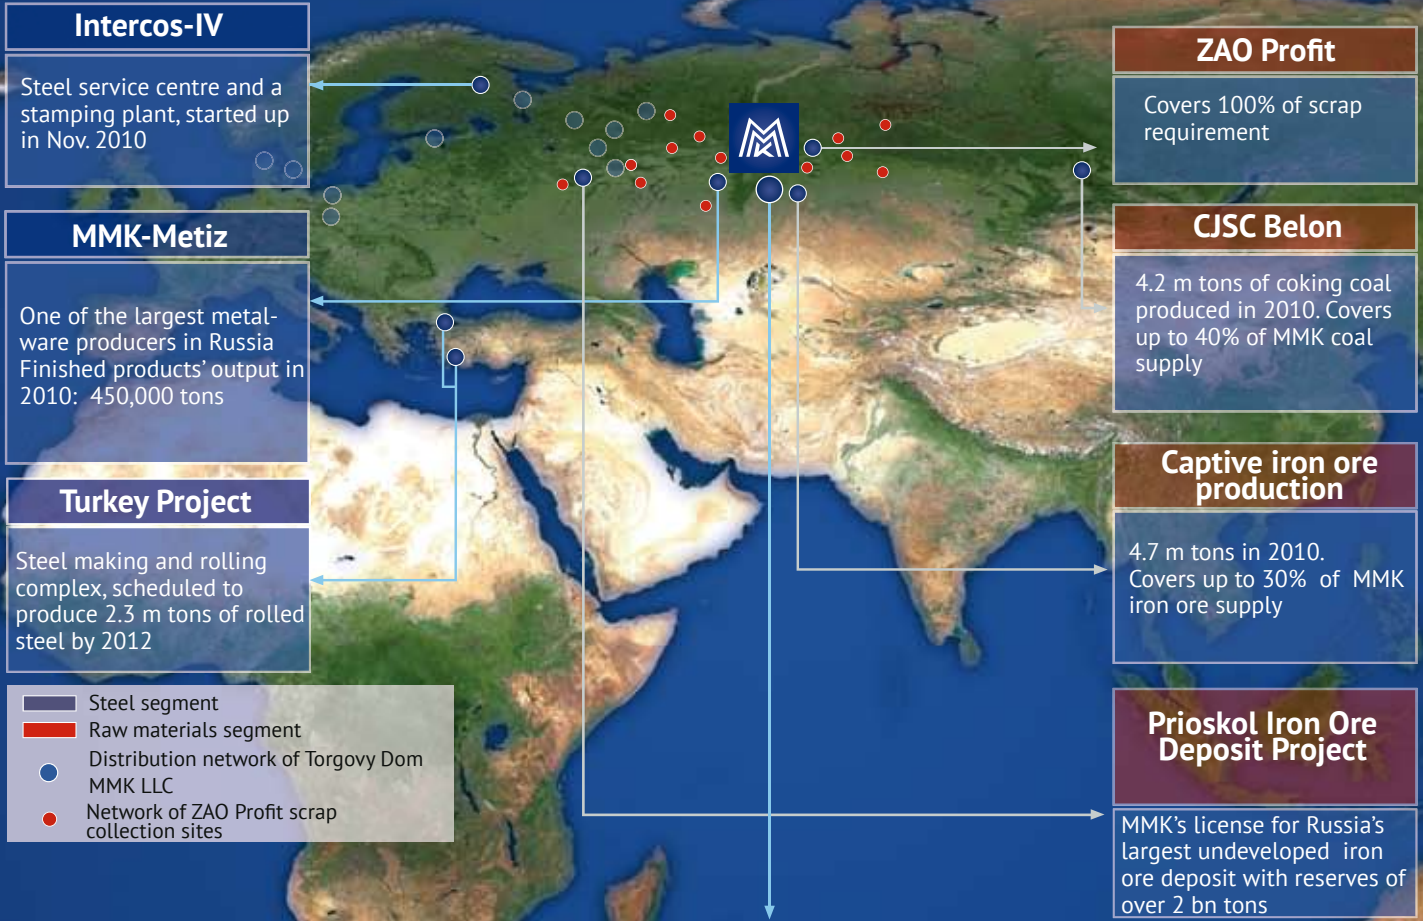 Intercos-IV
Steel service centre and a
stamping plant, started up
in Nov. 2010
MMK-Metiz
One of the largest metal-
ware producers in Russia
Finished products' output in
2010: 450,000 tons
Turkey Project
Steel making and rolling
complex, scheduled to
produce 2.3 m tons of rolled
steel by 2012
Steel segment
Raw materials segment
Distribution network of Torgovy Dom
MMK LLC
Network of ZAO Profit scrap
collection sites
ZAO Profit
Covers 100% of scrap
requirement
CJSC Belon
4.2 m tons of coking coal
produced in 2010. Covers
up to 40% of MMK coal
supply
Captive iron ore
production
4.7 m tons in 2010.
Covers up to 30% of MMK
iron ore supply
Prioskol Iron Ore
Deposit Project
MMK's license for Russia's
largest undeveloped iron
ore deposit with reserves of
over 2 bn tons